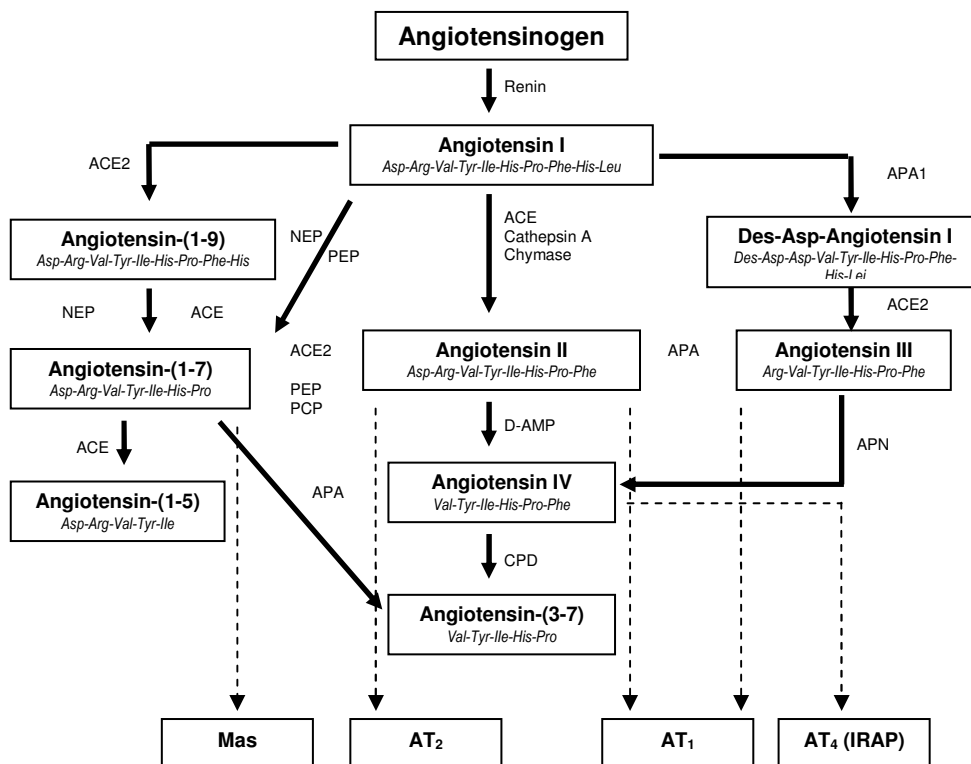 Angiotensinogen
Renin
Angiotensin I
Asp-Arg-Val-Tyr-Ile-His-Pro-Phe-His-Leu
ACE2
APA1
Angiotensin-(1-9)
Asp-Arg-Val-Tyr-Ile-His-Pro-Phe-His
NEP
PEP
ACE
Cathepsin A
Chymase
Des-Asp-Angiotensin I
Des-Asp-Asp-Val-Tyr-Ile-His-Pro-Phe-
His-Lei
NEP
ACE
ACE2
Angiotensin-(1-7)
Asp-Arg-Val-Tyr-Ile-His-Pro
ACE2
PEP
PCP
Angiotensin II
Asp-Arg-Val-Tyr-Ile-His-Pro-Phe
APA
Angiotensin III
Arg-Val-Tyr-Ile-His-Pro-Phe
ACE
D-AMP
APN
Angiotensin-(1-5)
Asp-Arg-Val-Tyr-Ile
APA
Angiotensin IV
Val-Tyr-Ile-His-Pro-Phe
CPD
Angiotensin-(3-7)
Val-Tyr-Ile-His-Pro
Mas
AT2
AT1
AT4 (IRAP)